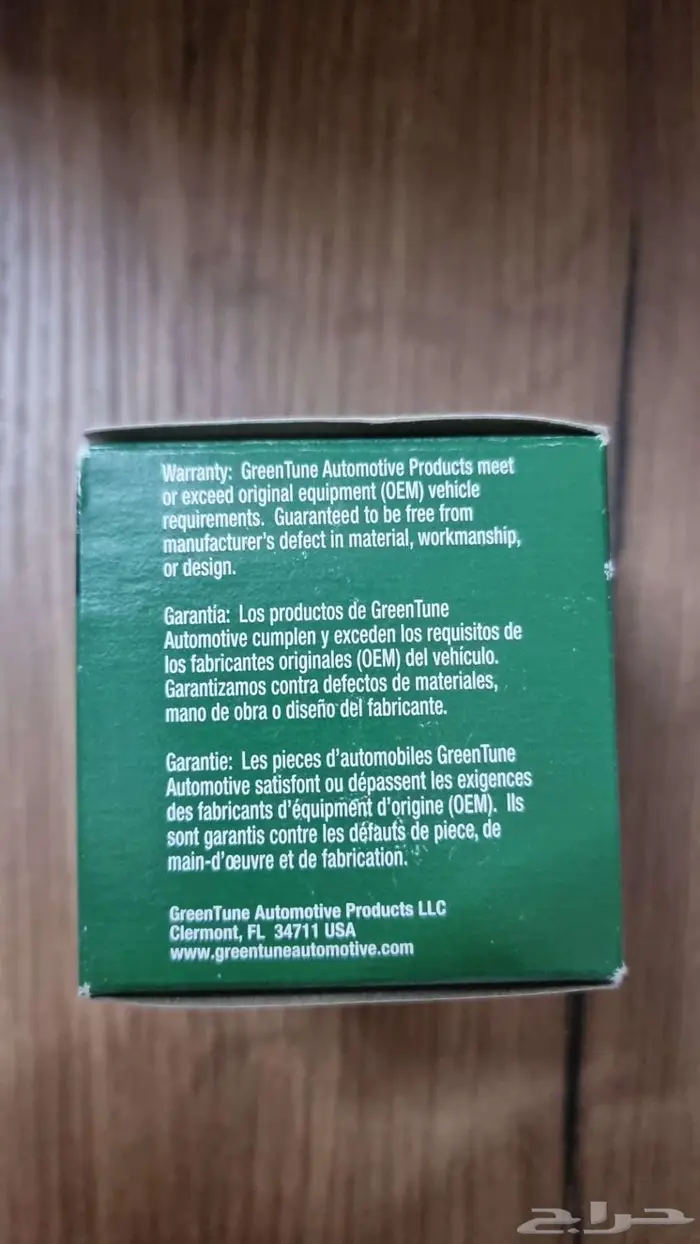 Warranty: GreenTune Automotive Products meet
or exceed original equipment (OEM) vehicle
requirements. Guaranteed to be free from
manufacturer's defect in material, workmanship,
or design.
Garantía: Los productos de GreenTune
Automotive cumplen y exceden los requisitos de
los fabricantes originales (OEM) del vehículo.
Garantizamos contra defectos de materiales,
mano de obra o diseño del fabricante.
Garantie: Les pieces d'automobiles GreenTune
Automotive satisfont ou dépassent les exigences
des fabricants d'équipment d'origine (OEM). Ils
sont garantis contre les défauts de piece, de
main-d'œuvre et de fabrication.
GreenTune Automotive Products LLC
Clermont, FL 34711 USA
www.greentuneautomotive.com
حراج